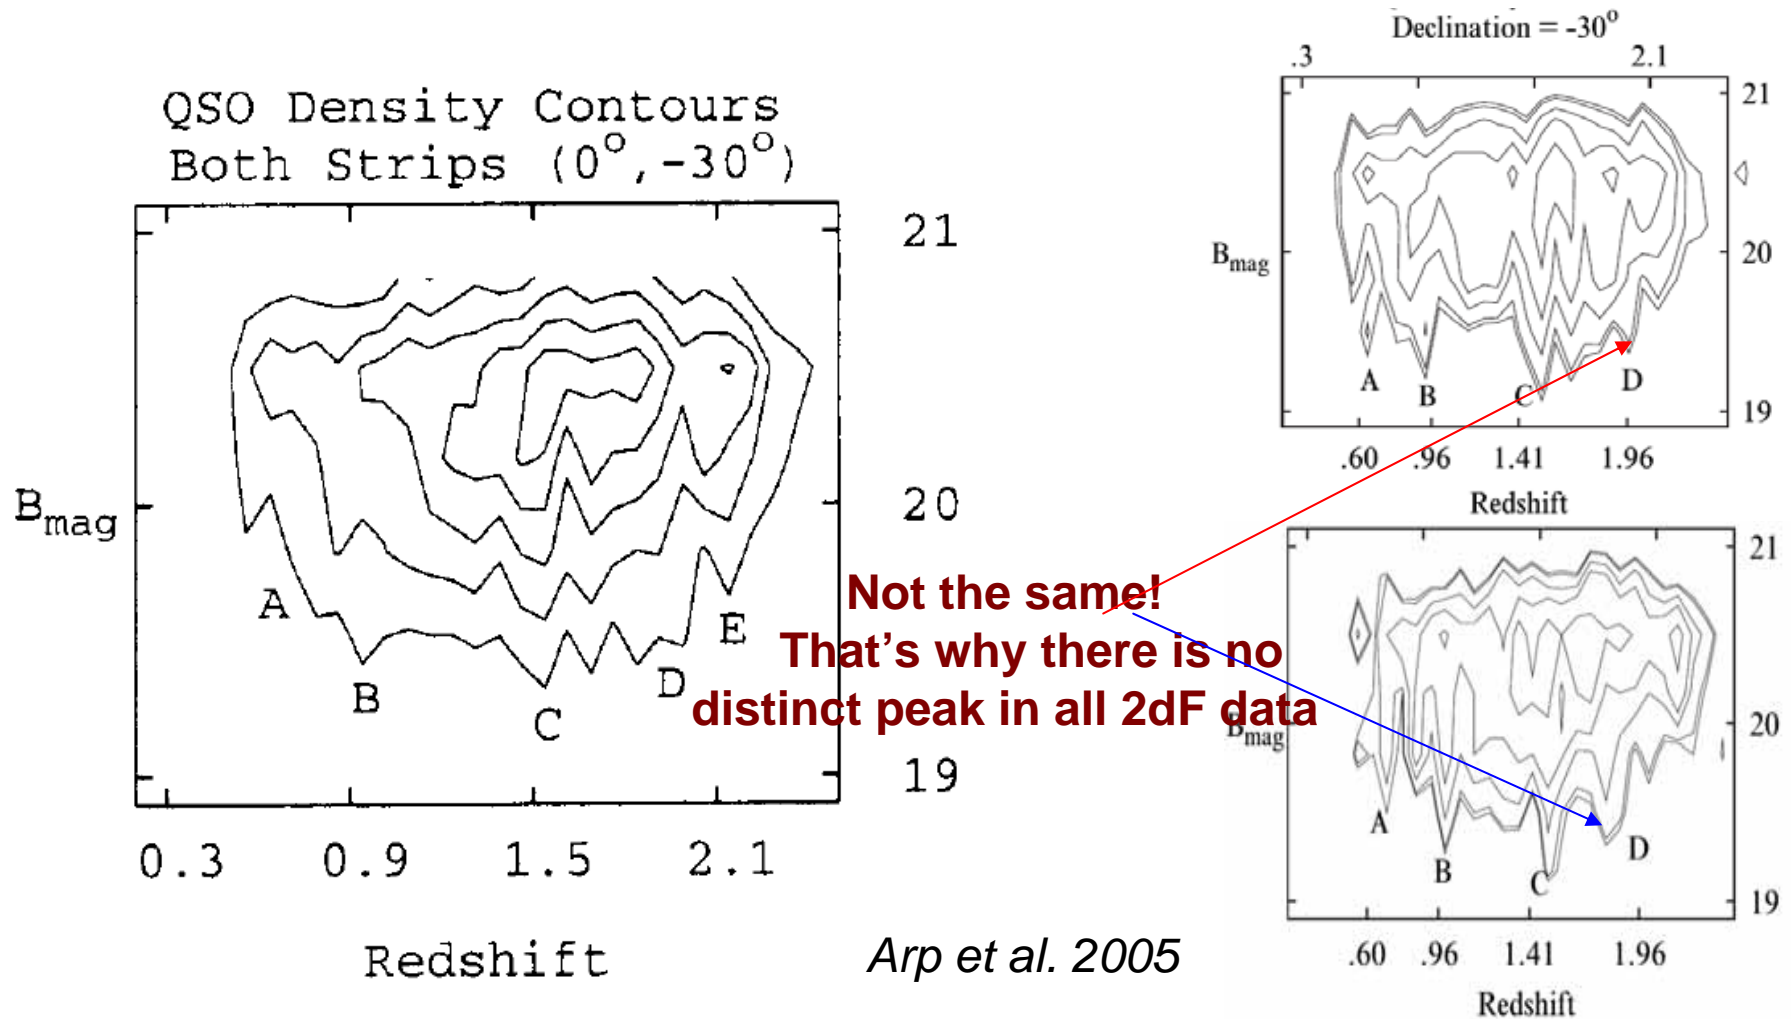 QSO Density Contours
Both Strips (0°,-30°)
21
B_mag
20
19
A
B
C
D
E
0.3 0.9 1.5 2.1
Redshift
Declination = -30°
.3 2.1
21
B_mag
20
19
A
B
C
D
.60 .96 1.41 1.96
Redshift
Not the same!
That's why there is no
distinct peak in all 2dF data
21
B_mag
20
19
A
B
C
D
.60 .96 1.41 1.96
Redshift
Arp et al. 2005